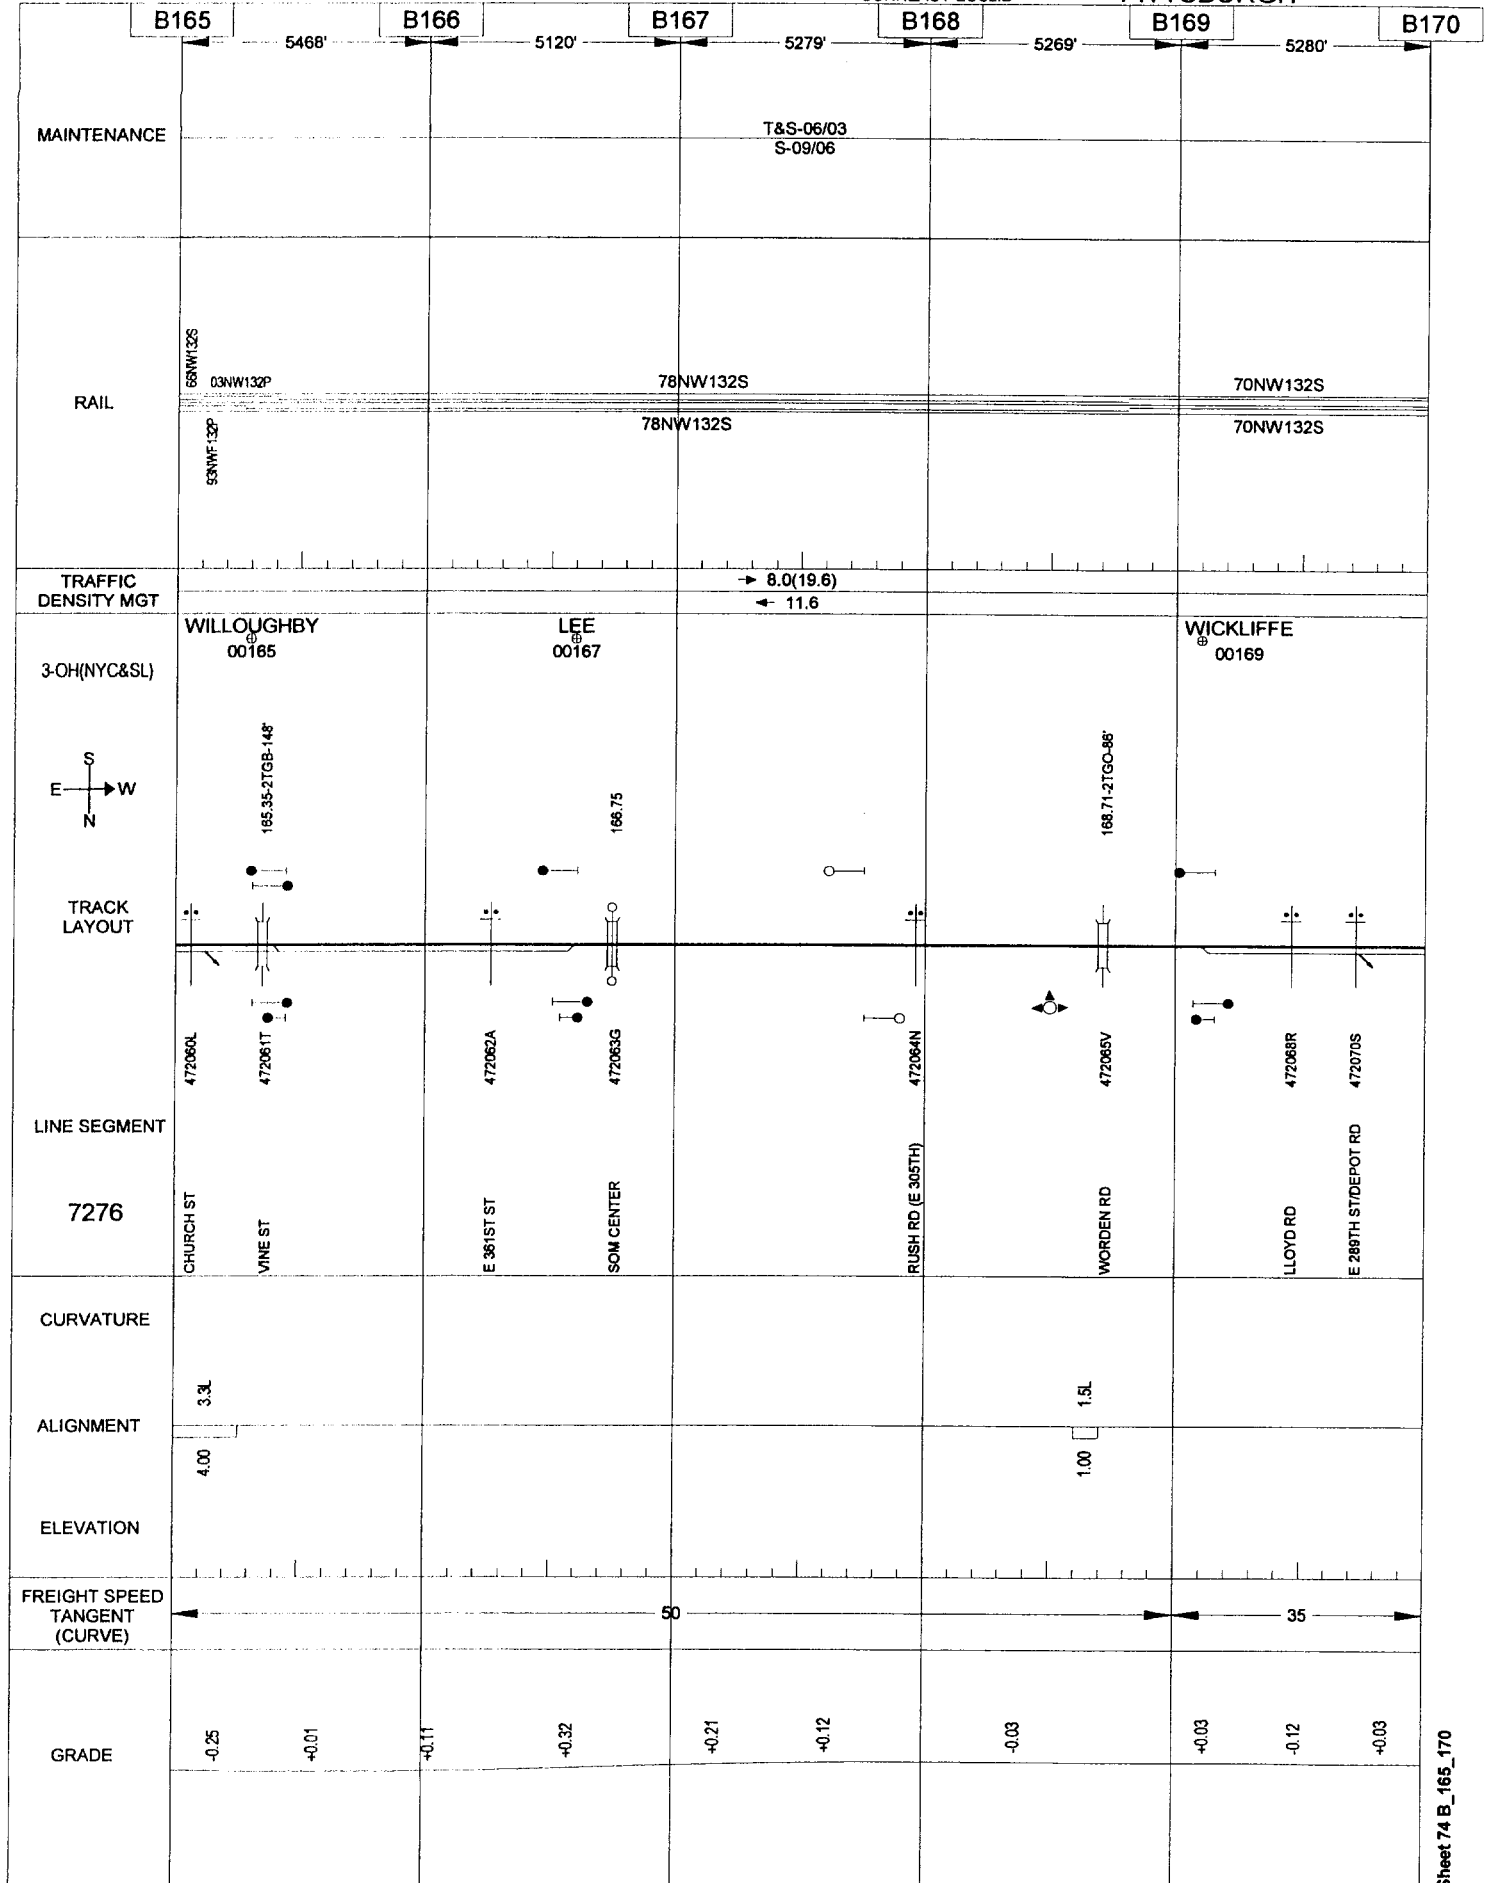 B165 B166 B167 B168 B169 B170
5468' 5120' 5279' 5269' 5280'
MAINTENANCE
T&S-06/03
S-09/06
RAIL
66NW132S
03NW132P
78NW132S
70NW132S
93NWF132P
78NW132S
70NW132S
TRAFFIC
DENSITY MGT
8.0(19.6)
11.6
3-OH(NYC&SL)
WILLOUGHBY
00165
LEE
00167
WICKLIFFE
00169
S
E W
N
165.35-2TGB-148'
166.75
168.71-2TGO-86'
TRACK
LAYOUT
472060L
472061T
472062A
472063G
472064N
472065V
472068R
472070S
LINE SEGMENT
7276
CHURCH ST
VINE ST
E 361ST ST
SOM CENTER
RUSH RD (E 305TH)
WORDEN RD
LLOYD RD
E 289TH ST/DEPOT RD
CURVATURE
3.3L
1.5L
ALIGNMENT
4.00
1.00
ELEVATION
FREIGHT SPEED
TANGENT
(CURVE)
50
35
GRADE
-0.25
+0.01
+0.11
+0.32
+0.21
+0.12
-0.03
+0.03
-0.12
+0.03
Sheet 74 B_165_170